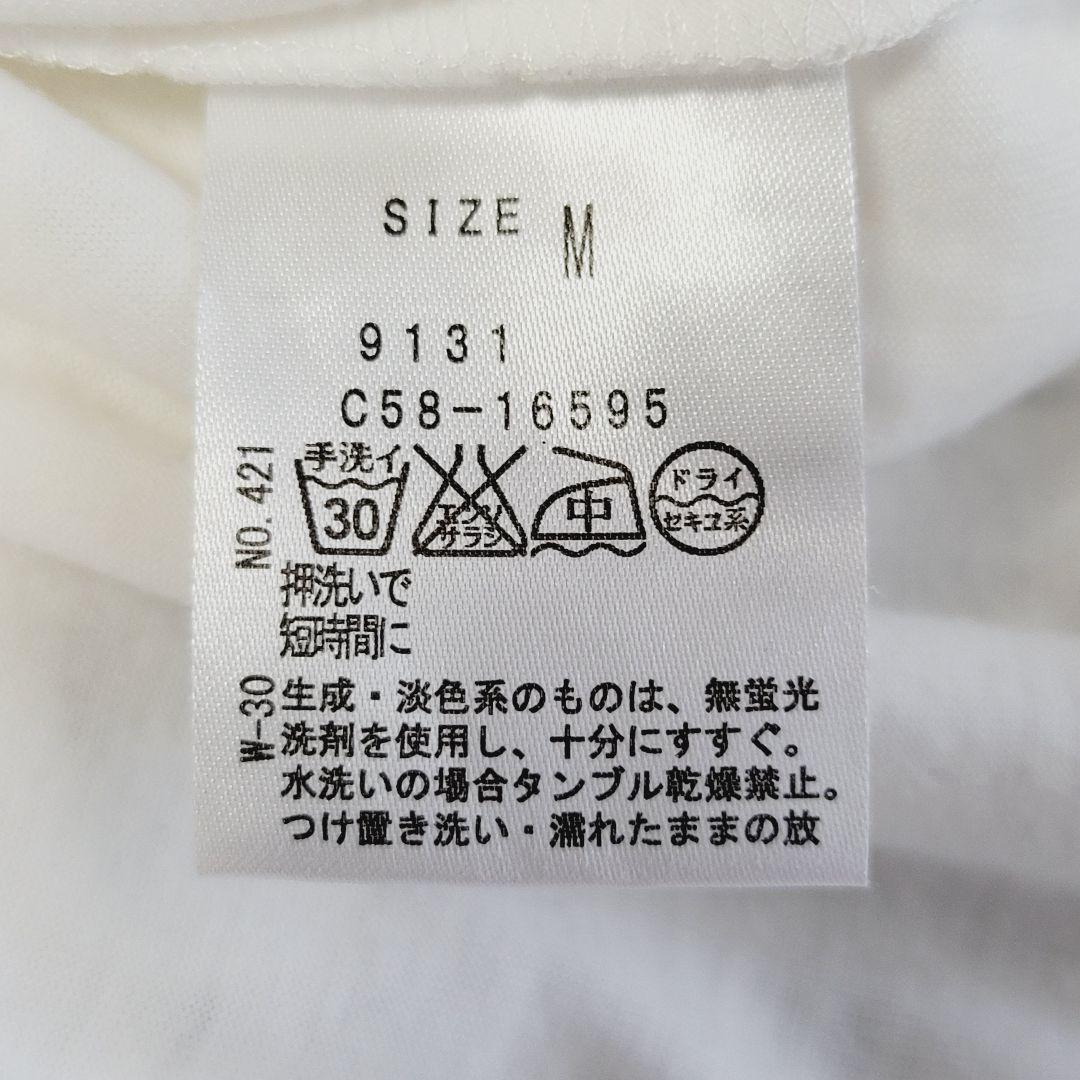 SIZE M
9131
C58-16595
NO. 421
手洗イ
30
エンソ
サラシ
中
ドライ
セキユ系
押洗いで
短時間に
W-30
生成・淡色系のものは、無蛍光
洗剤を使用し、十分にすすぐ。
水洗いの場合タンブル乾燥禁止。
つけ置き洗い・濡れたままの放